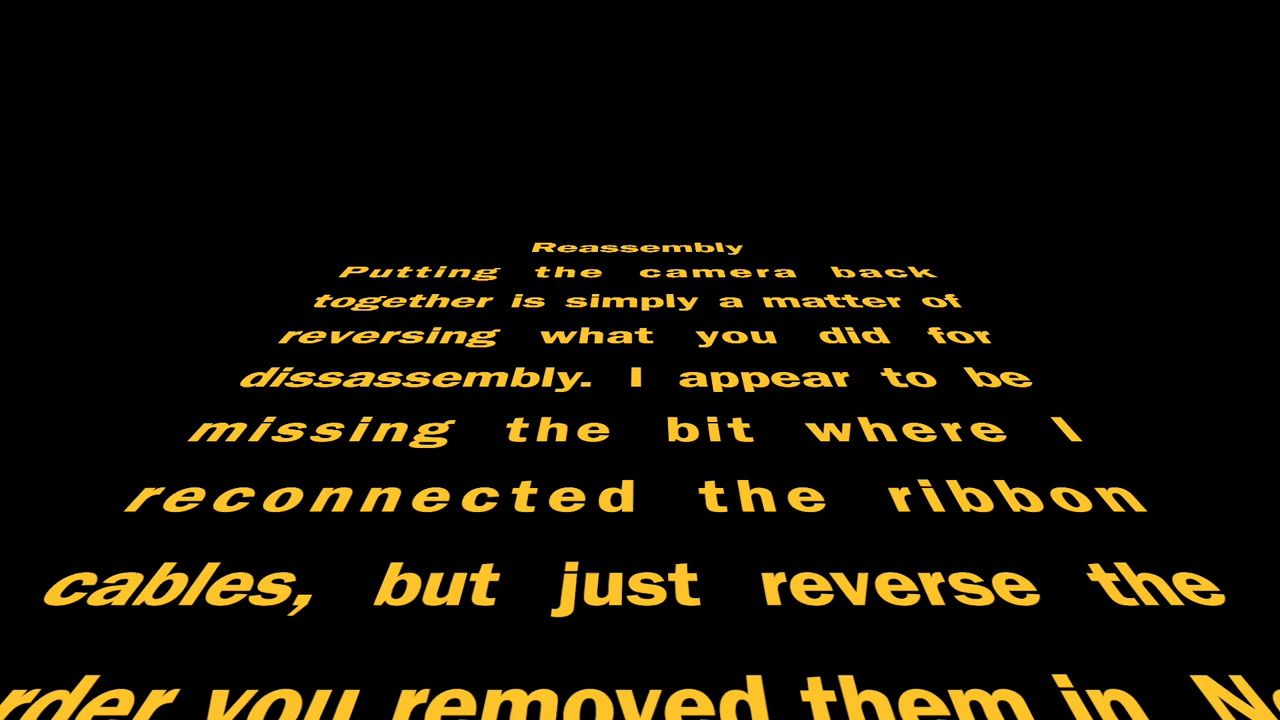 Reassembly
Putting the camera back
together is simply a matter of
reversing what you did for
dissassembly. I appear to be
missing the bit where I
reconnected the ribbon
cables, but just reverse the
you removed them in.